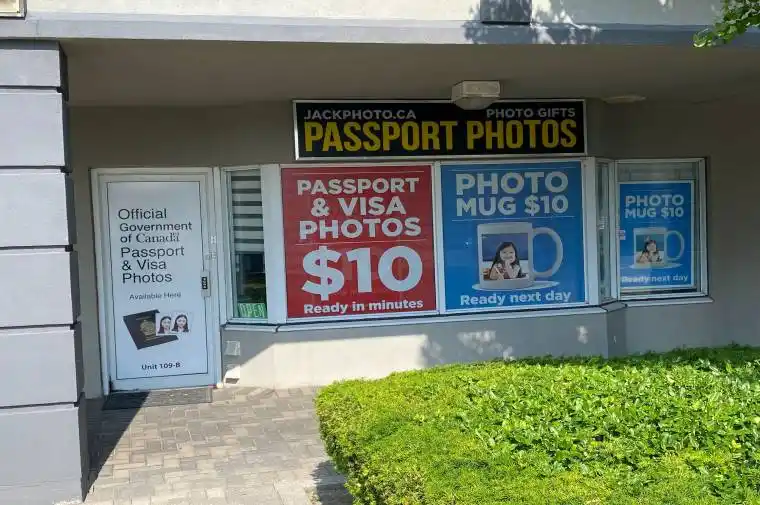 JACKPHOTO.CA PHOTO GIFTS
PASSPORT PHOTOS
Official
Government
of Canada
Passport
& Visa
Photos
Available Here
Unit 109-B
OPEN
PASSPORT
& VISA
PHOTOS
$10
Ready in minutes
PHOTO
MUG $10
Ready next day
PHOTO
MUG $10
Ready next day